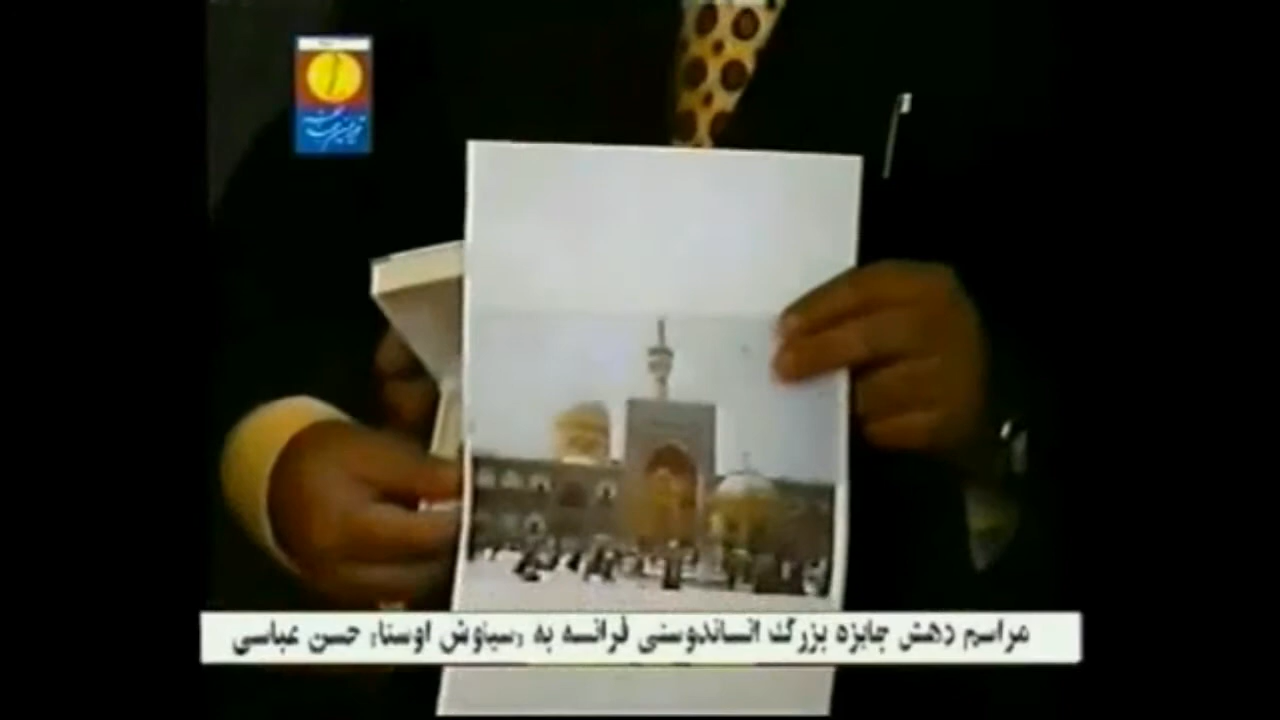 مراسم دهش جایزه بزرگ انساندوستی فرانسه به «سیاوش اوستا» حسن عباسی